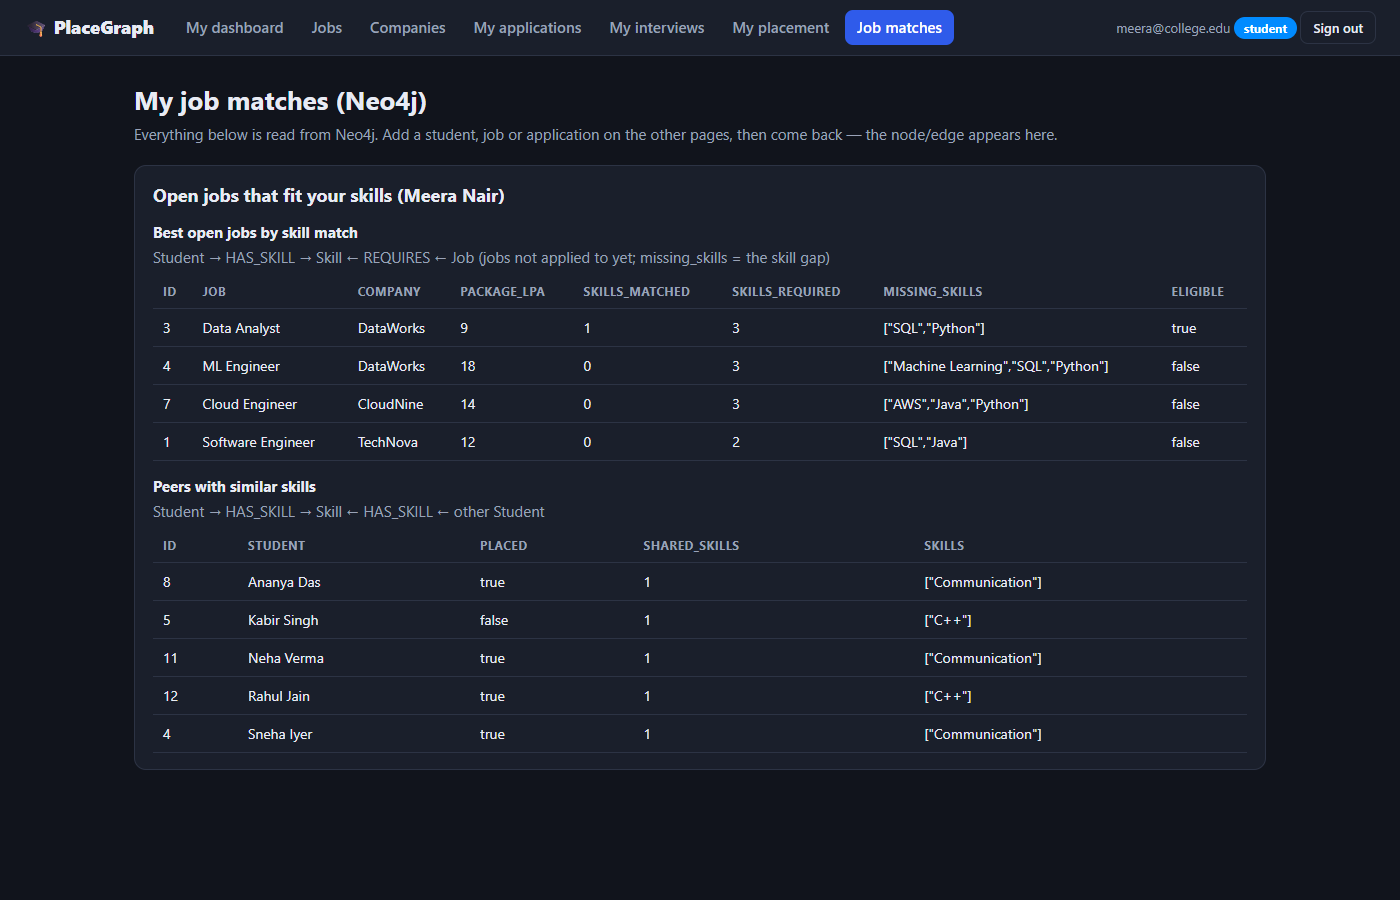 PlaceGraph My dashboard Jobs Companies My applications My interviews My placement Job matches meera@college.edu student Sign out
My job matches (Neo4j)
Everything below is read from Neo4j. Add a student, job or application on the other pages, then come back — the node/edge appears here.
Open jobs that fit your skills (Meera Nair)
Best open jobs by skill match
Student → HAS_SKILL → Skill ← REQUIRES ← Job (jobs not applied to yet; missing_skills = the skill gap)
ID JOB COMPANY PACKAGE_LPA SKILLS_MATCHED SKILLS_REQUIRED MISSING_SKILLS ELIGIBLE
3 Data Analyst DataWorks 9 1 3 ["SQL","Python"] true
4 ML Engineer DataWorks 18 0 3 ["Machine Learning","SQL","Python"] false
7 Cloud Engineer CloudNine 14 0 3 ["AWS","Java","Python"] false
1 Software Engineer TechNova 12 0 2 ["SQL","Java"] false
Peers with similar skills
Student → HAS_SKILL → Skill ← HAS_SKILL ← other Student
ID STUDENT PLACED SHARED_SKILLS SKILLS
8 Ananya Das true 1 ["Communication"]
5 Kabir Singh false 1 ["C++"]
11 Neha Verma true 1 ["Communication"]
12 Rahul Jain true 1 ["C++"]
4 Sneha Iyer true 1 ["Communication"]